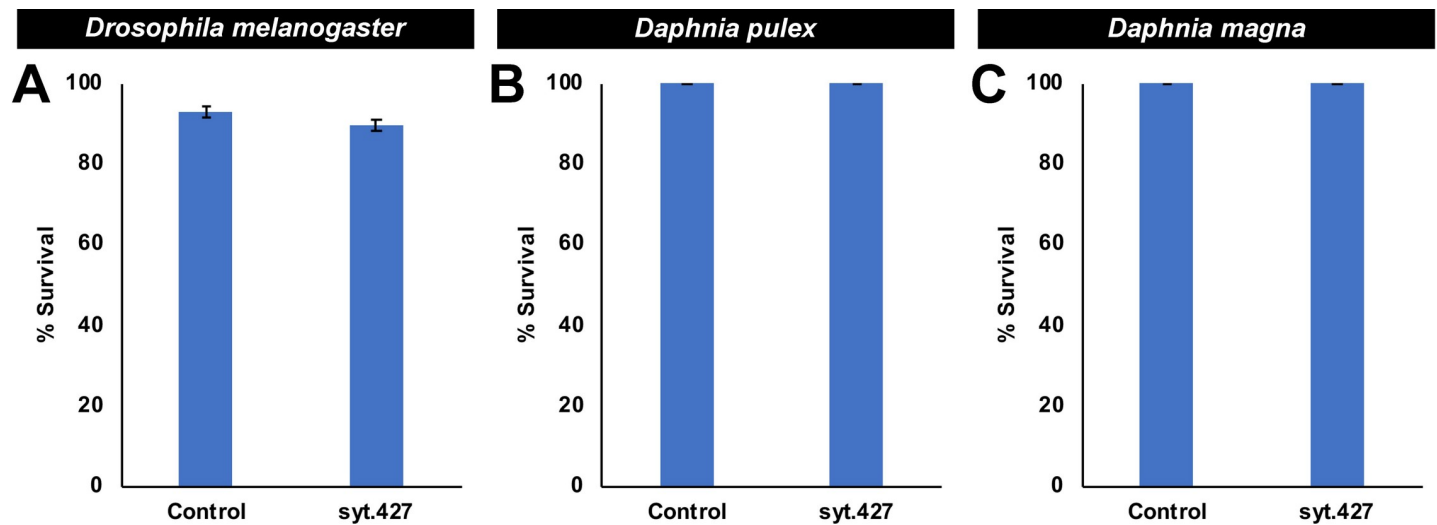 Drosophila melanogaster
Daphnia pulex
Daphnia magna
A
100
80
60
40
20
0
% Survival
Control
syt.427
B
100
80
60
40
20
0
% Survival
Control
syt.427
C
100
80
60
40
20
0
% Survival
Control
syt.427